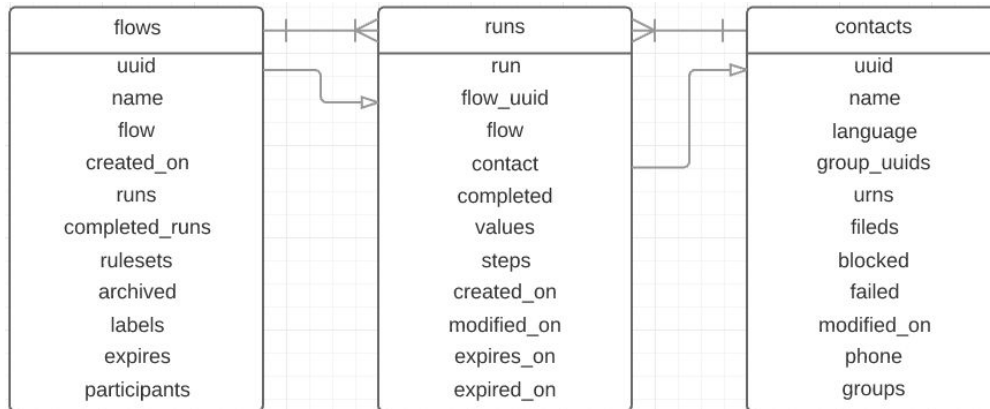 flows
uuid
name
flow
created_on
runs
completed_runs
rulesets
archived
labels
expires
participants
runs
run
flow_uuid
flow
contact
completed
values
steps
created_on
modified_on
expires_on
expired_on
contacts
uuid
name
language
group_uuids
urns
fileds
blocked
failed
modified_on
phone
groups